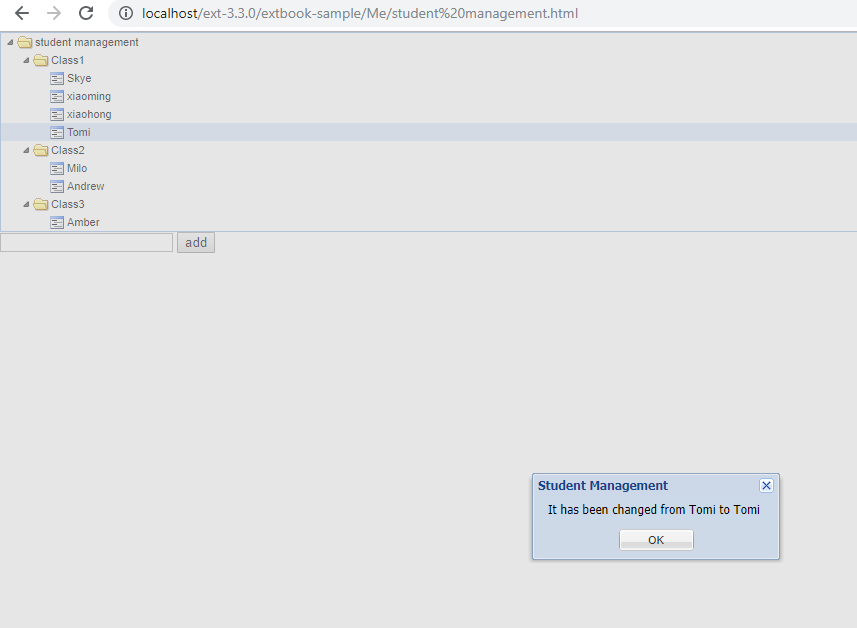 localhost/ext-3.3.0/extbook-sample/Me/student%20management.html
student management
Class1
Skye
xiaoming
xiaohong
Tomi
Class2
Milo
Andrew
Class3
Amber
add
Student Management
It has been changed from Tomi to Tomi
OK